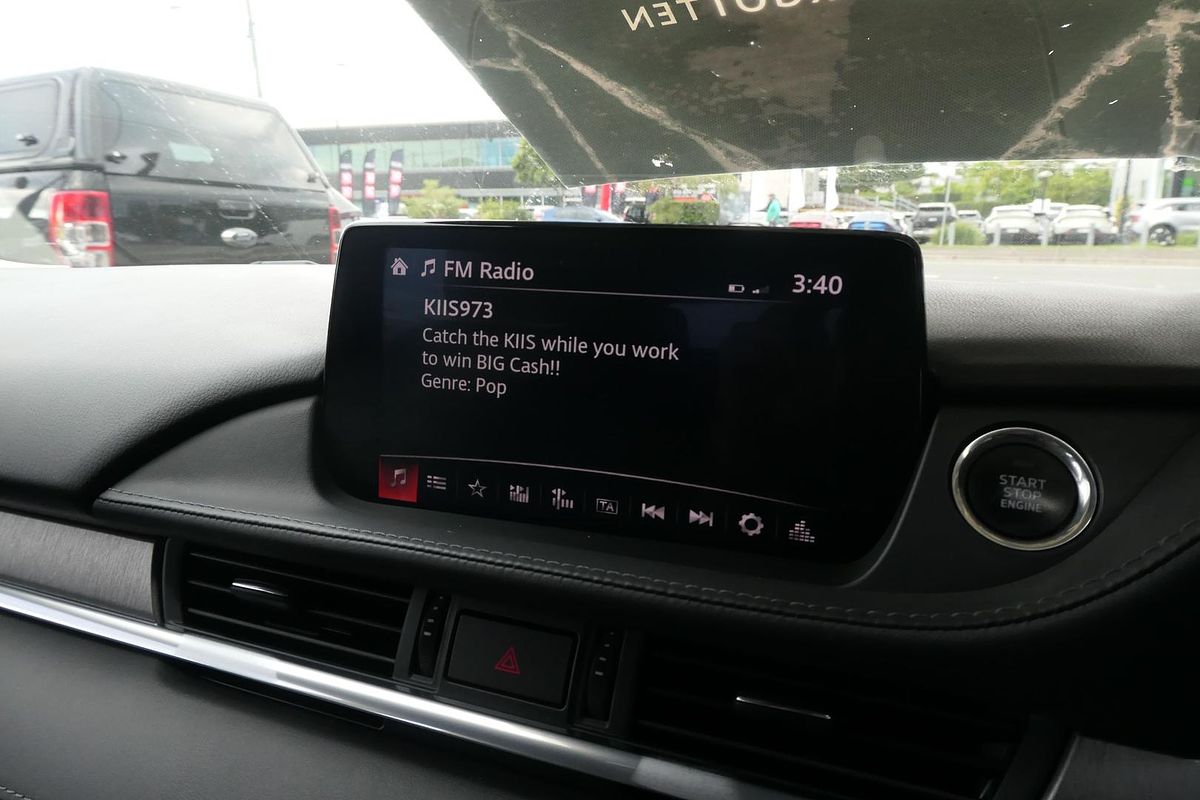 FM Radio
3:40
KIIS973
Catch the KIIS while you work
to win BIG Cash!!
Genre: Pop
TA
START
STOP
ENGINE